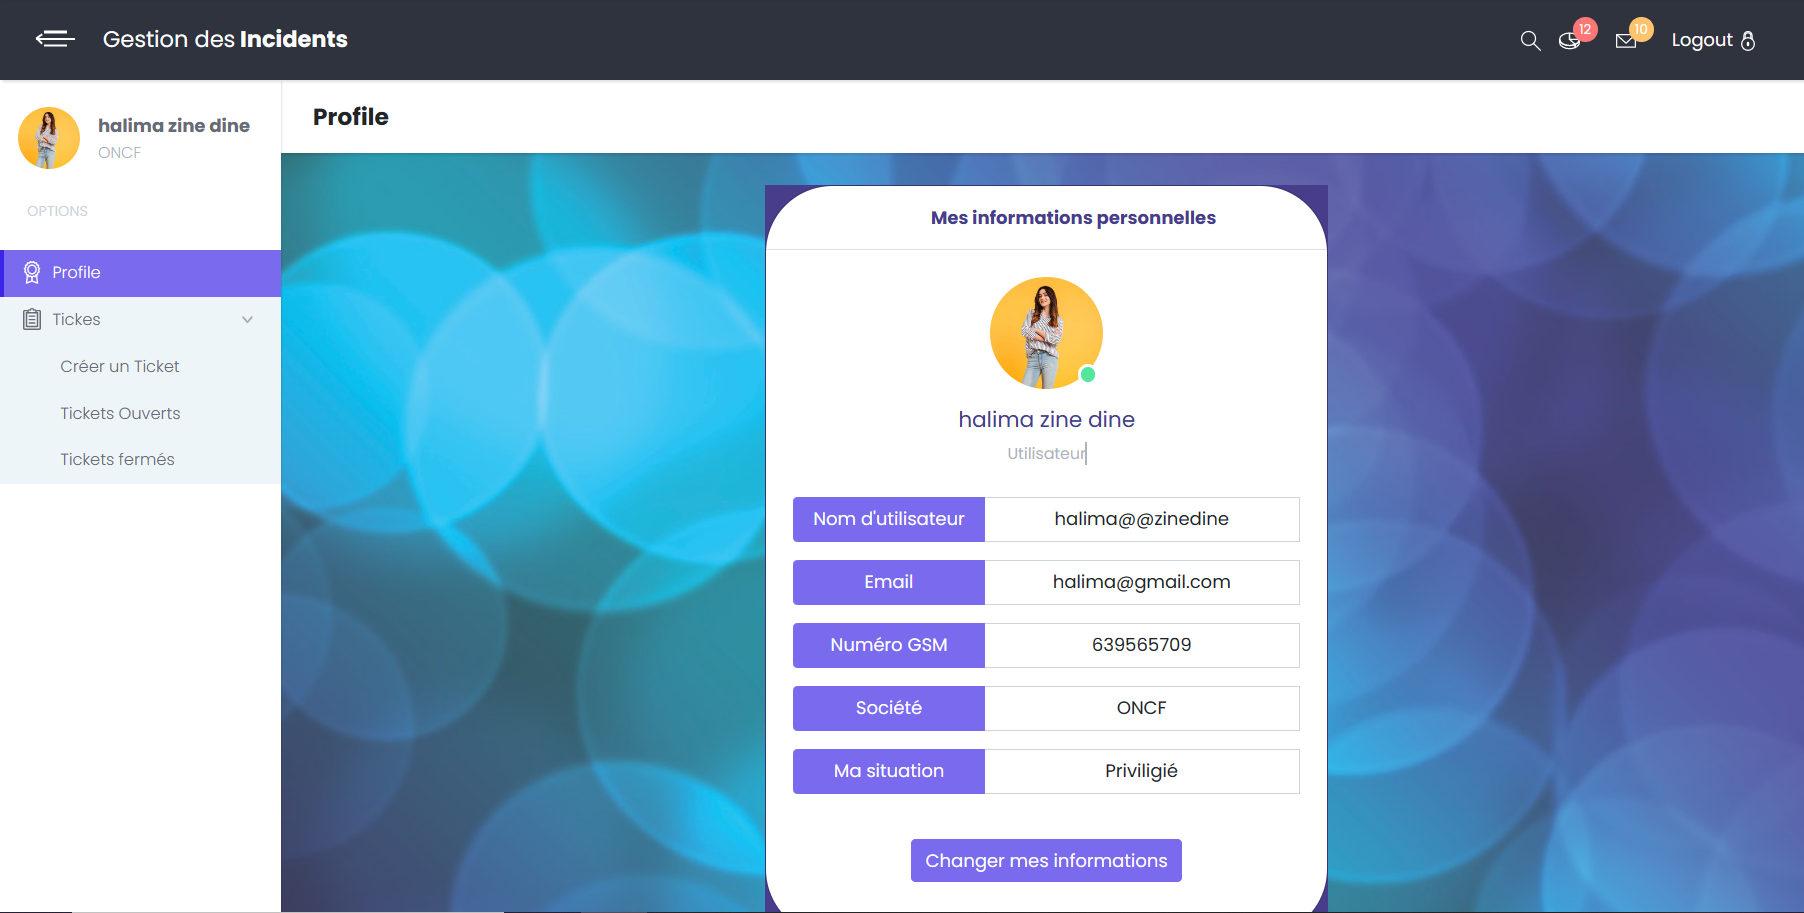 Gestion des Incidents
12
10
Logout
halima zine dine
ONCF
OPTIONS
Profile
Tickes
Créer un Ticket
Tickets Ouverts
Tickets fermés
Profile
Mes informations personnelles
halima zine dine
Utilisateur
Nom d'utilisateur halima@@zinedine
Email halima@gmail.com
Numéro GSM 639565709
Société ONCF
Ma situation Priviligié
Changer mes informations